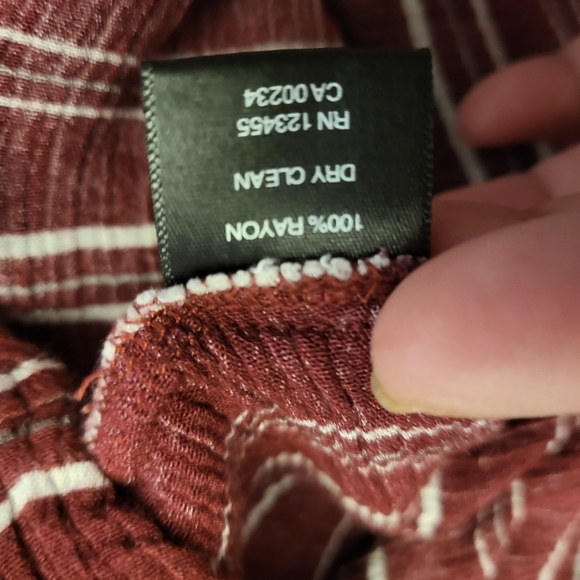 100% RAYON
DRY CLEAN
RN 123455
CA 00234